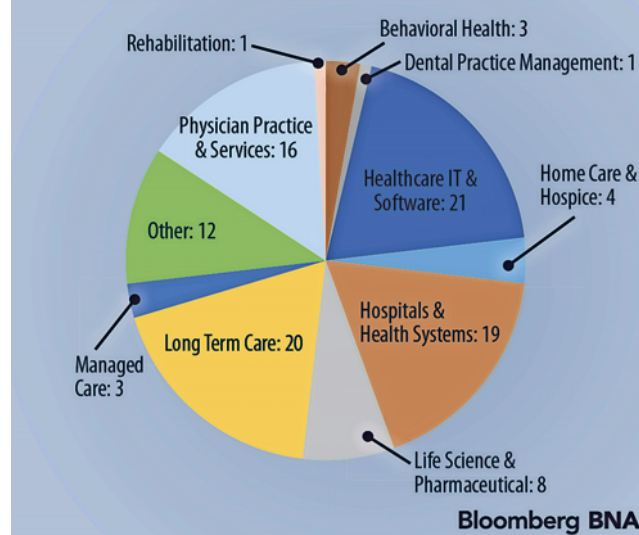 Rehabilitation: 1
Behavioral Health: 3
Dental Practice Management: 1
Physician Practice
& Services: 16
Healthcare IT &
Software: 21
Home Care &
Hospice: 4
Other: 12
Hospitals &
Health Systems: 19
Long Term Care: 20
Managed
Care: 3
Life Science &
Pharmaceutical: 8
Bloomberg BNA